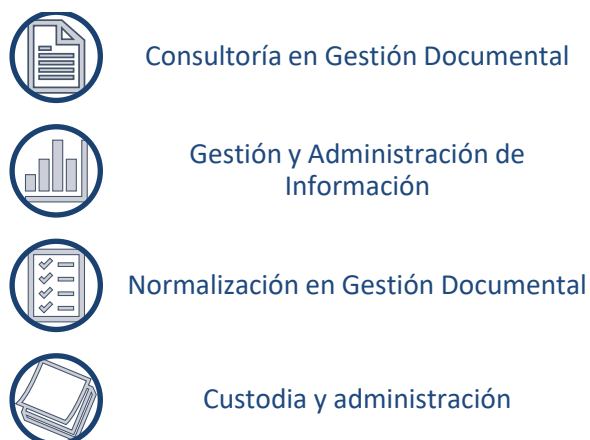 Consultoría en Gestión Documental
Gestión y Administración de
Información
Normalización en Gestión Documental
Custodia y administración